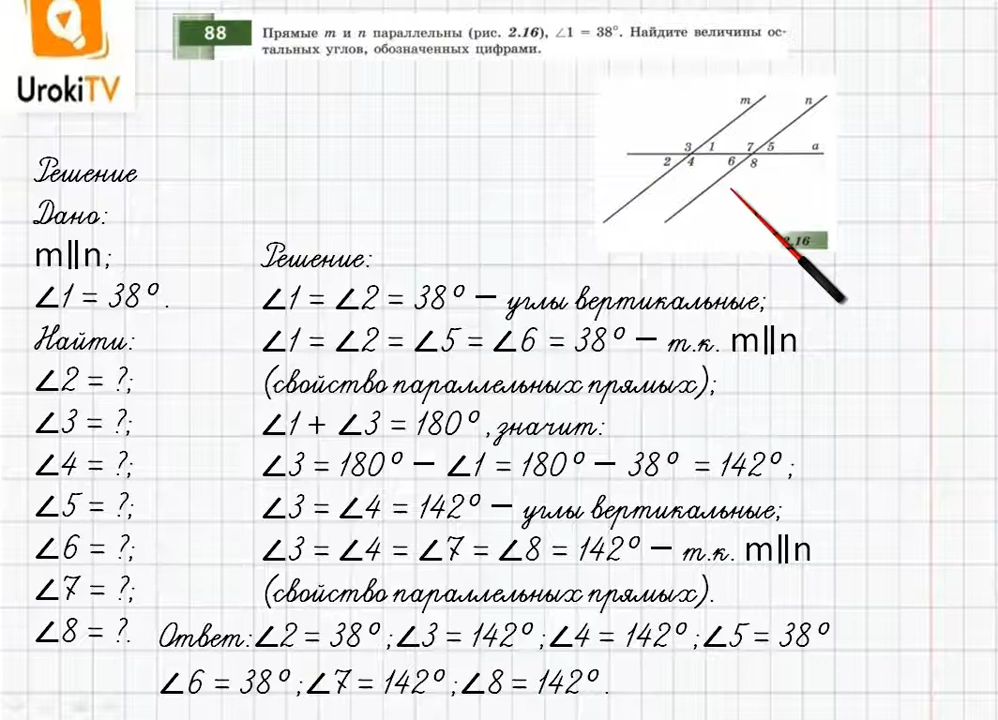 UrokiTV
88 Прямые m и n параллельны (рис. 2.16), ∠1 = 38°. Найдите величины ос-
тальных углов, обозначенных цифрами.
m n
3 1 7 5 a
2 4 6 8
2.16
Решение
Дано:
m||n;
∠1 = 38°.
Найти:
∠2 = ?;
∠3 = ?;
∠4 = ?;
∠5 = ?;
∠6 = ?;
∠7 = ?;
∠8 = ?.
Решение:
∠1 = ∠2 = 38° – углы вертикальные;
∠1 = ∠2 = ∠5 = ∠6 = 38° – т.к. m||n
(свойство параллельных прямых);
∠1 + ∠3 = 180°, значит:
∠3 = 180° – ∠1 = 180° – 38° = 142°;
∠3 = ∠4 = 142° – углы вертикальные;
∠3 = ∠4 = ∠7 = ∠8 = 142° – т.к. m||n
(свойство параллельных прямых).
Ответ: ∠2 = 38°; ∠3 = 142°; ∠4 = 142°; ∠5 = 38°
∠6 = 38°; ∠7 = 142°; ∠8 = 142°.